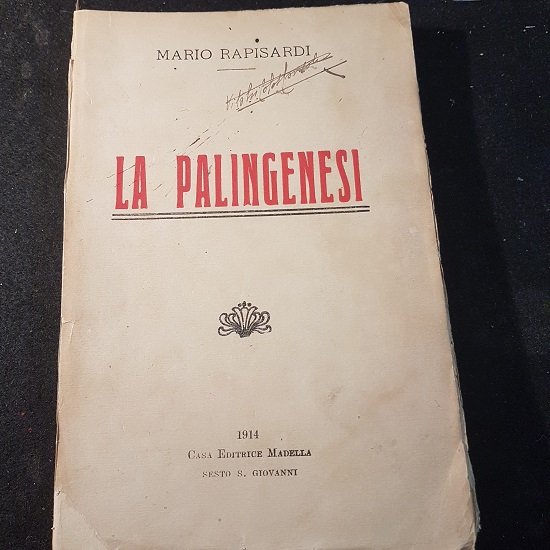 MARIO RAPISARDI
LA PALINGENESI
1914
CASA EDITRICE MADELLA
SESTO S. GIOVANNI